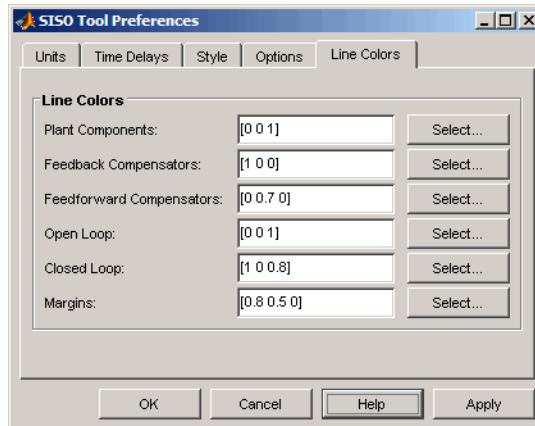 SISO Tool Preferences
Units Time Delays Style Options Line Colors
Line Colors
Plant Components: [0 0 1] Select...
Feedback Compensators: [1 0 0] Select...
Feedforward Compensators: [0 0.7 0] Select...
Open Loop: [0 0 1] Select...
Closed Loop: [1 0 0.8] Select...
Margins: [0.8 0.5 0] Select...
OK Cancel Help Apply